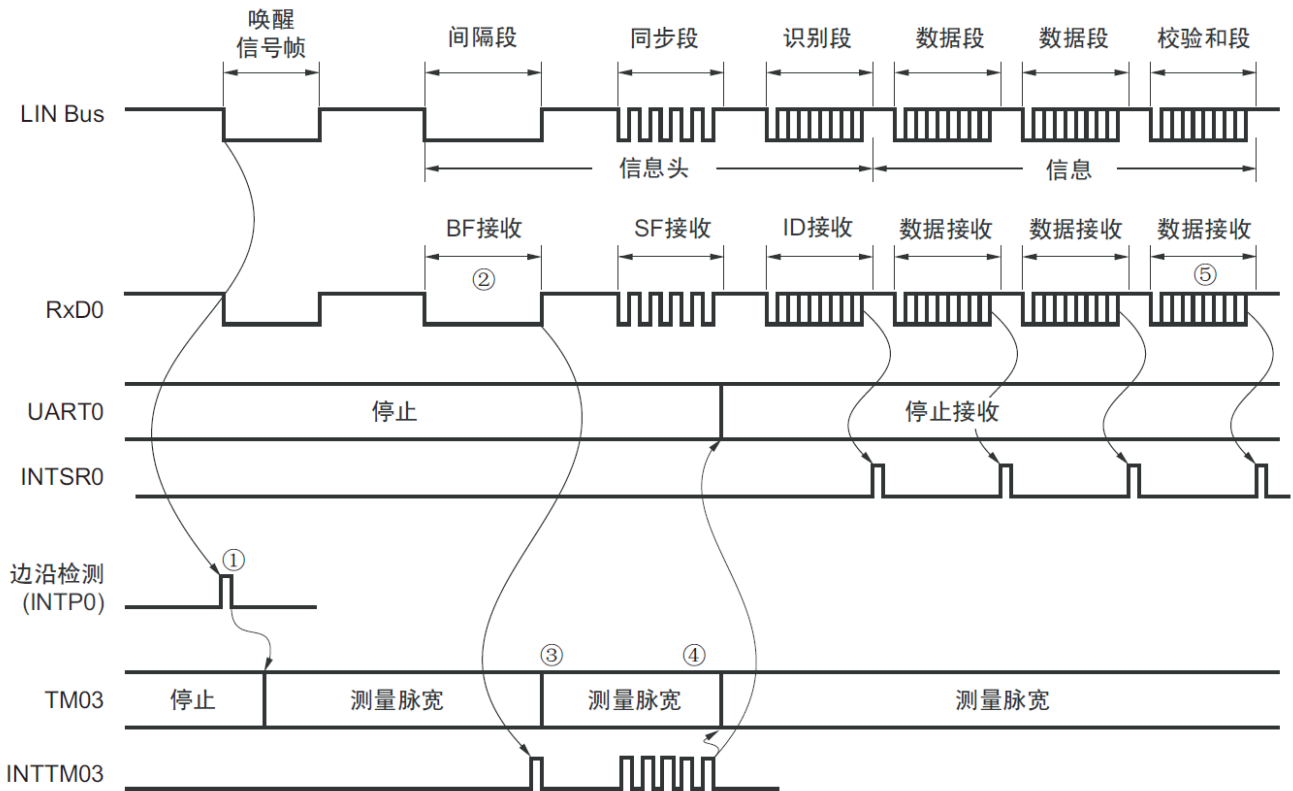 唤醒
信号帧
间隔段
同步段
识别段
数据段
数据段
校验和段
LIN Bus
信息头
信息
BF接收
SF接收
ID接收
数据接收
数据接收
数据接收
②
⑤
RxD0
UART0
停止
停止接收
INTSR0
边沿检测
(INTP0)
①
③
④
TM03
停止
测量脉宽
测量脉宽
测量脉宽
INTTM03